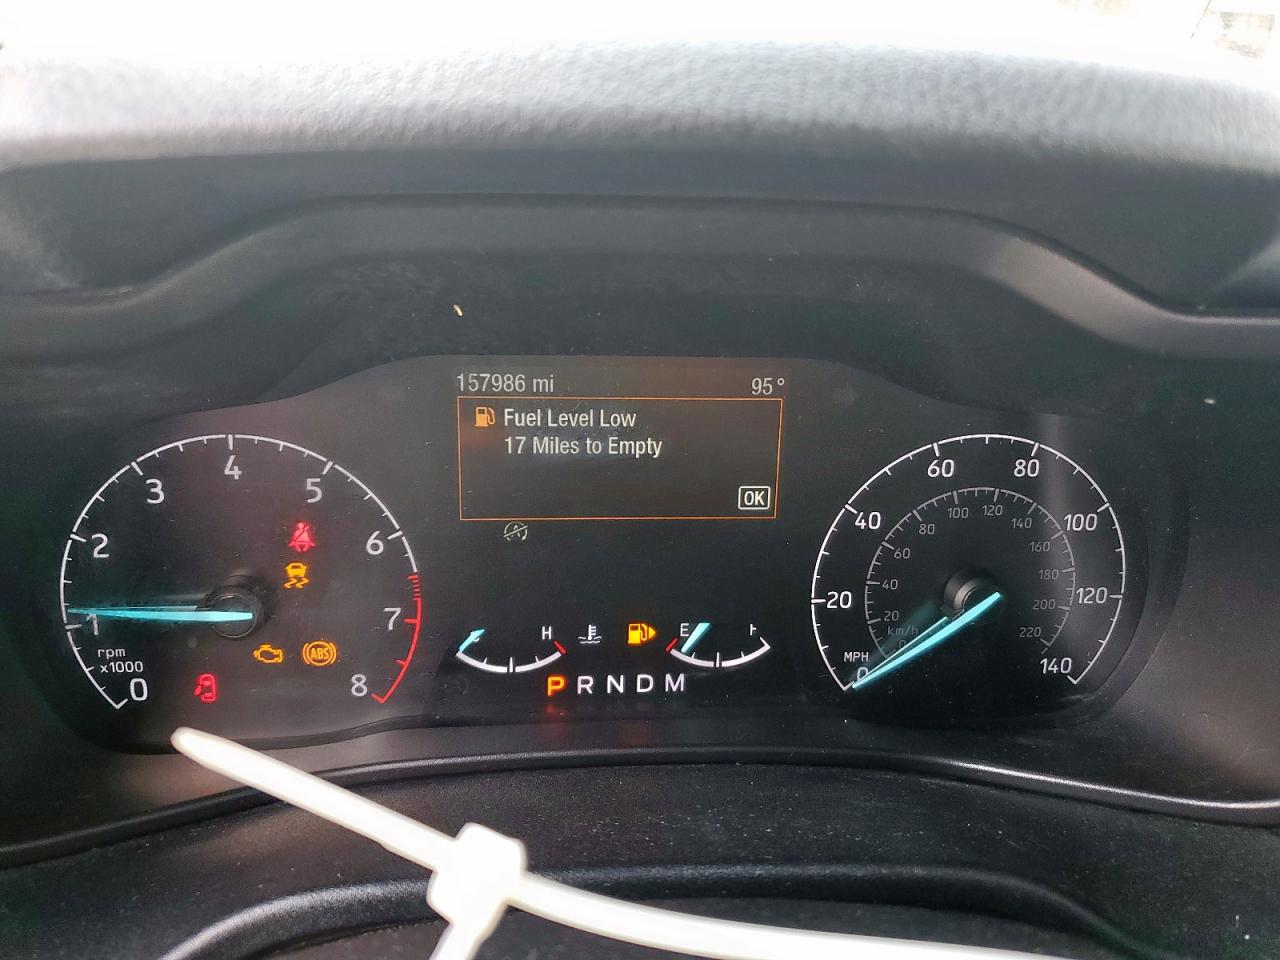 157986 mi 95°
Fuel Level Low
17 Miles to Empty
OK
0 1 2 3 4 5 6 7 8
rpm
x1000
ABS
H
E
P R N D M
0 20 40 60 80 100 120 140
MPH
20 40 60 80 100 120 140 160 180 200 220
km/h